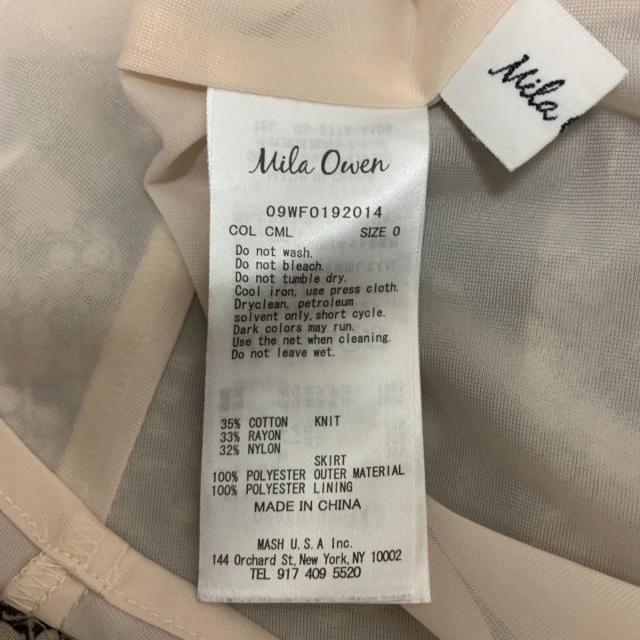 Mila
Mila Owen
09WF0192014
COL CML SIZE 0
Do not wash.
Do not bleach.
Do not tumble dry.
Cool iron, use press cloth.
Dryclean, petroleum
solvent only, short cycle.
Dark colors may run.
Use the net when cleaning.
Do not leave wet.
35% COTTON KNIT
33% RAYON
32% NYLON
SKIRT
100% POLYESTER OUTER MATERIAL
100% POLYESTER LINING
MADE IN CHINA
MASH U.S.A Inc.
144 Orchard St, New York, NY 10002
TEL 917 409 5520